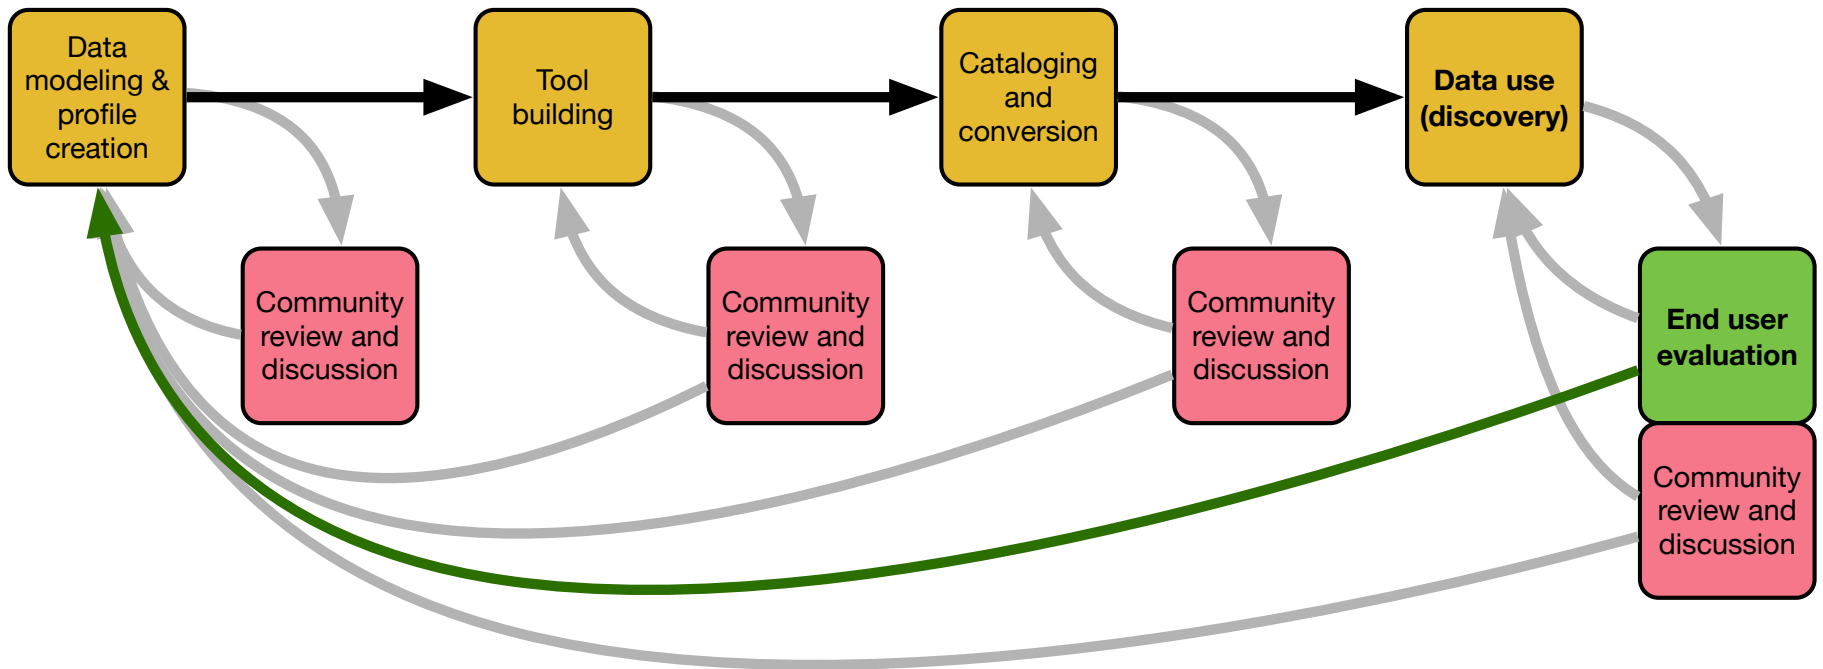 Data
modeling &
profile
creation
Tool
building
Cataloging
and
conversion
Data use
(discovery)
Community
review and
discussion
Community
review and
discussion
Community
review and
discussion
End user
evaluation
Community
review and
discussion